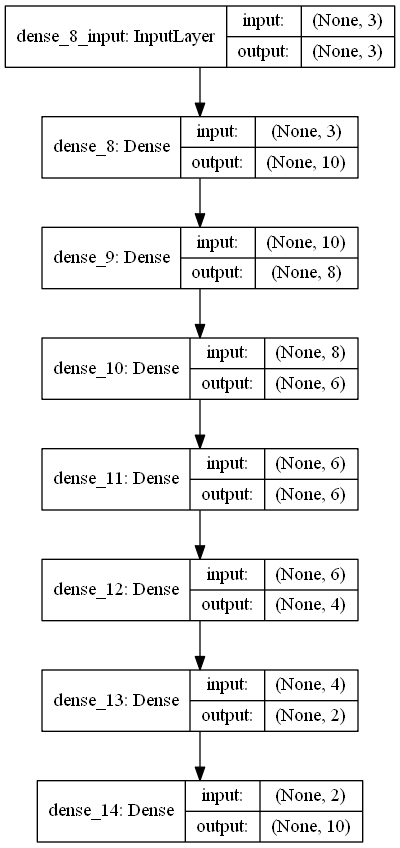 dense_8_input: InputLayer input: (None, 3)
output: (None, 3)
dense_8: Dense input: (None, 3)
output: (None, 10)
dense_9: Dense input: (None, 10)
output: (None, 8)
dense_10: Dense input: (None, 8)
output: (None, 6)
dense_11: Dense input: (None, 6)
output: (None, 6)
dense_12: Dense input: (None, 6)
output: (None, 4)
dense_13: Dense input: (None, 4)
output: (None, 2)
dense_14: Dense input: (None, 2)
output: (None, 10)